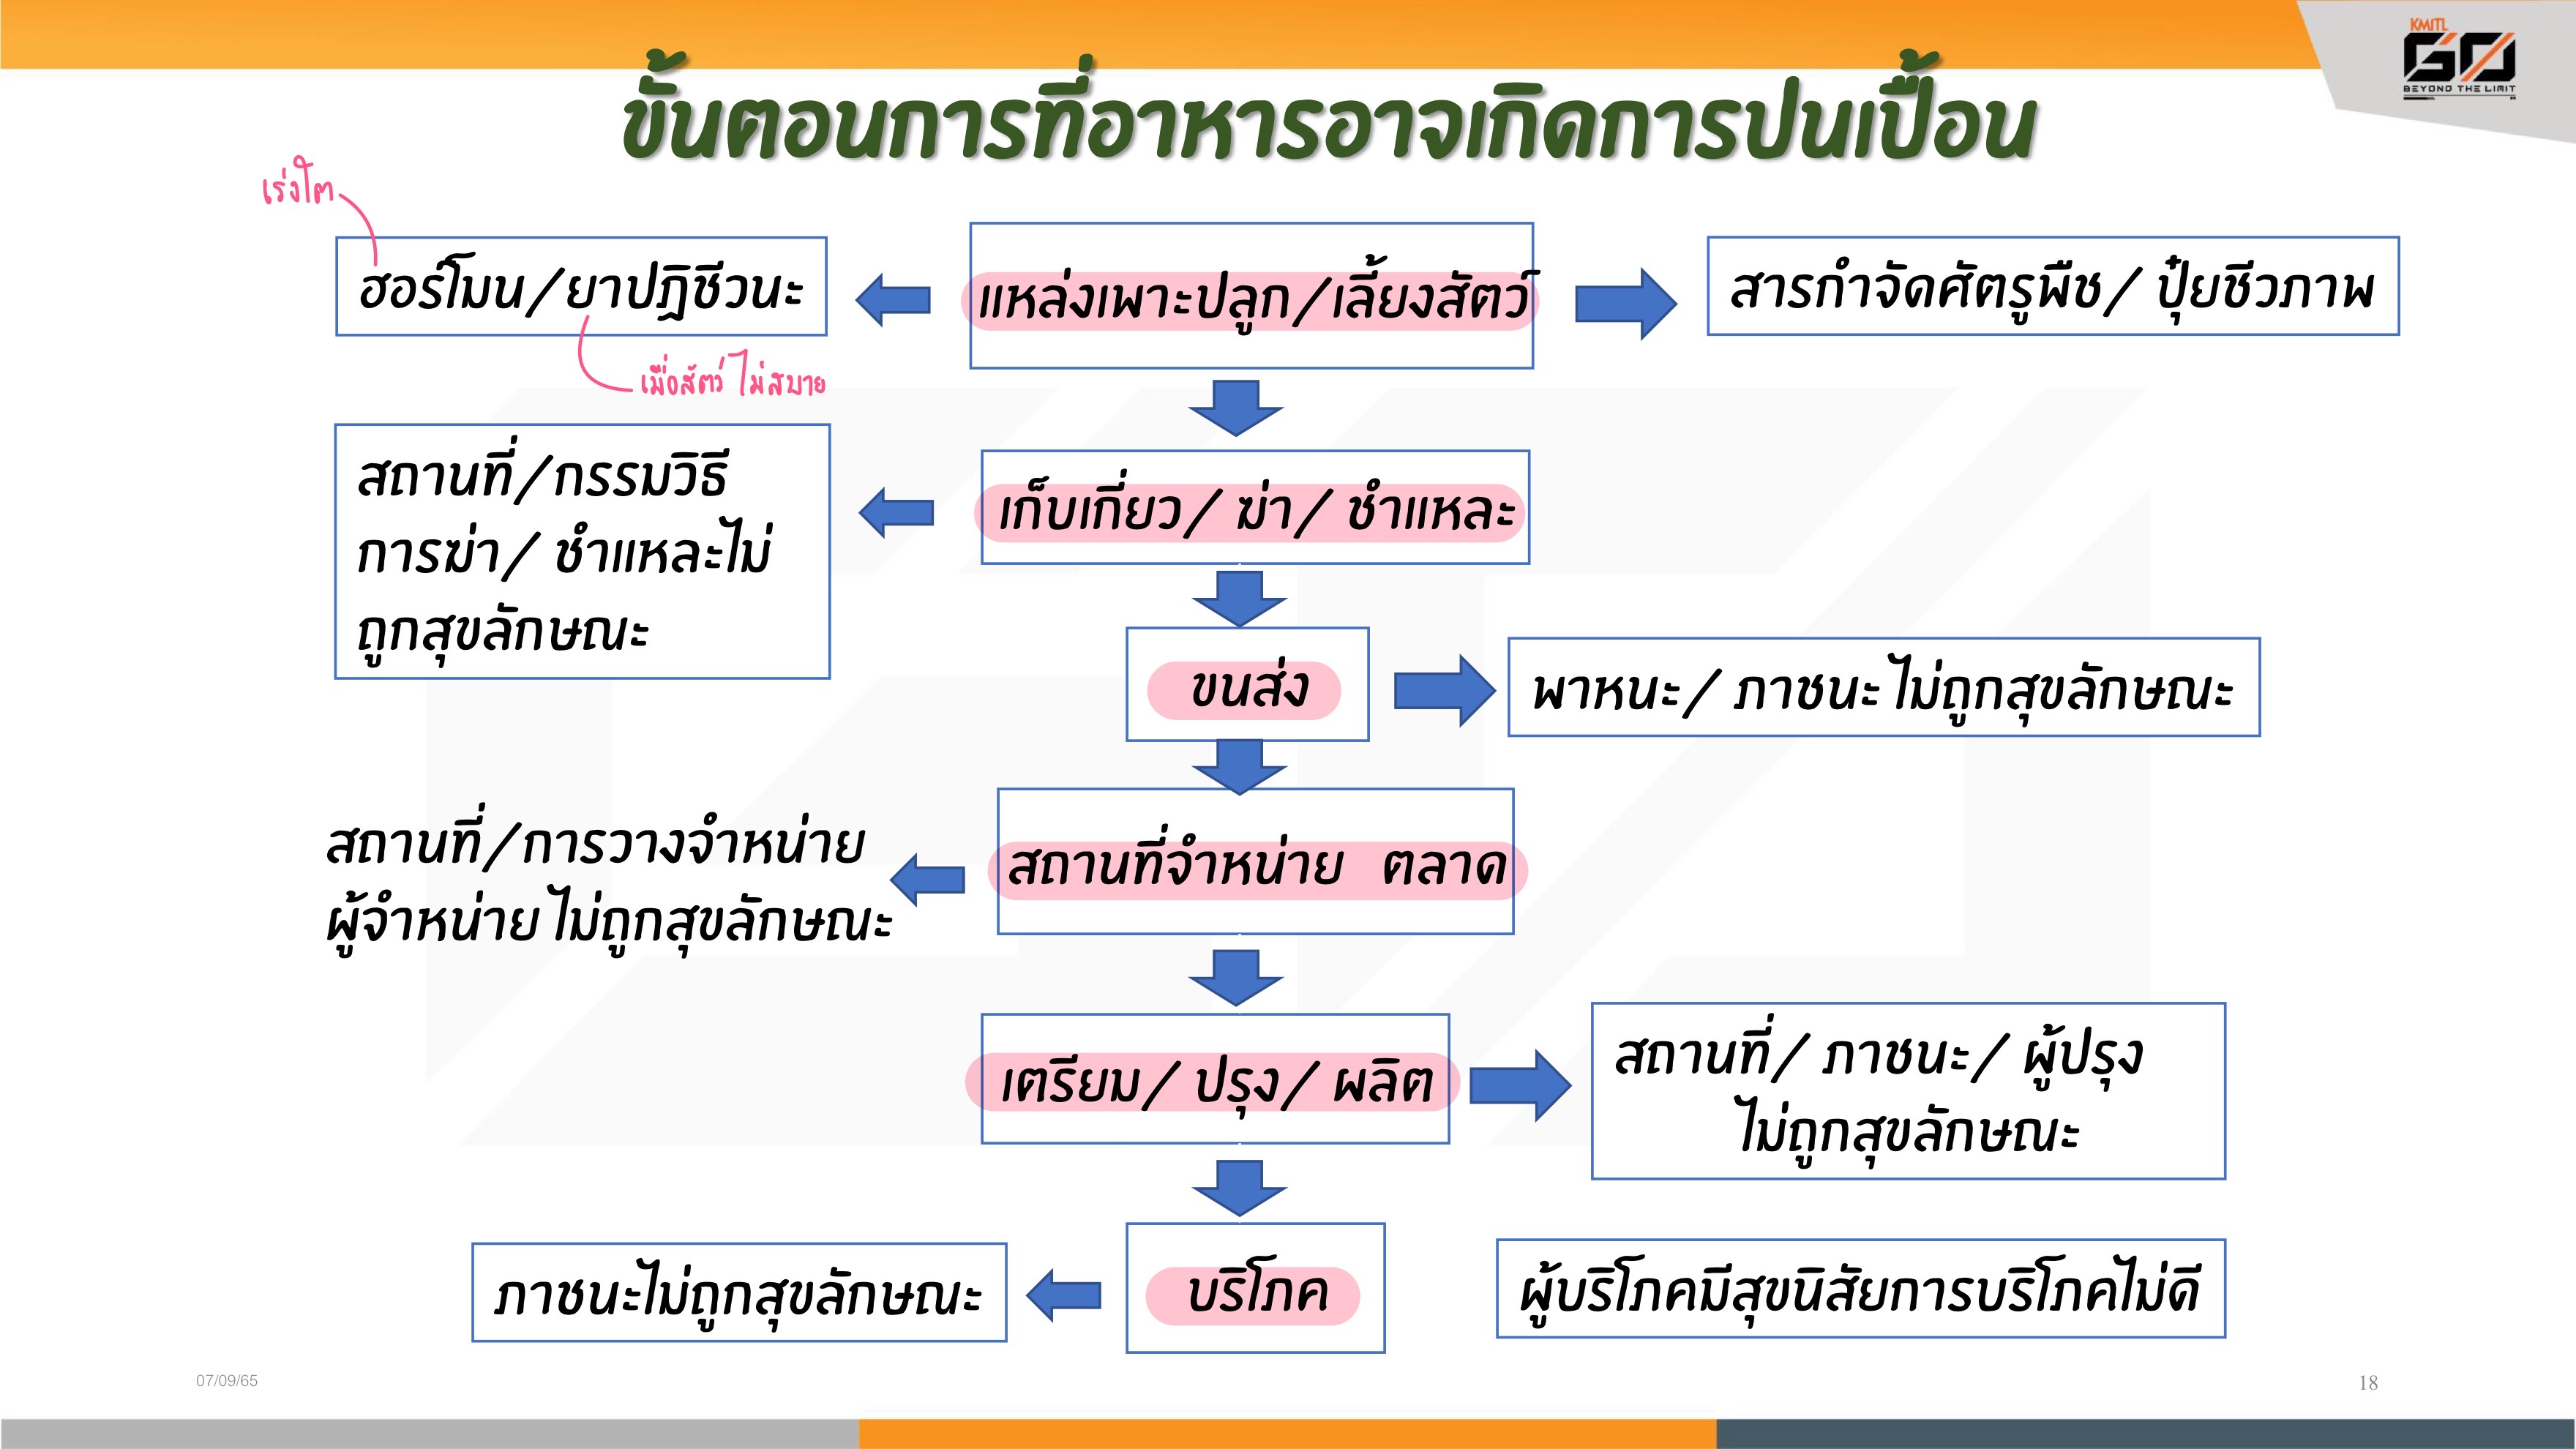 KMITL
GO
BEYOND THE LIMIT
ขั้นตอนการที่อาหารอาจเกิดการปนเปื้อน
เร่งโต
ฮอร์โมน/ยาปฏิชีวนะ
แหล่งเพาะปลูก/เลี้ยงสัตว์
สารกำจัดศัตรูพืช/ ปุ๋ยชีวภาพ
เมื่อสัตว์ ไม่สบาย
สถานที่/กรรมวิธี
การฆ่า/ ชำแหละไม่
ถูกสุขลักษณะ
เก็บเกี่ยว/ ฆ่า/ ชำแหละ
ขนส่ง
พาหนะ/ ภาชนะ ไม่ถูกสุขลักษณะ
สถานที่/การวางจำหน่าย
ผู้จำหน่าย ไม่ถูกสุขลักษณะ
สถานที่จำหน่าย ตลาด
เตรียม/ ปรุง/ ผลิต
สถานที่/ ภาชนะ/ ผู้ปรุง
ไม่ถูกสุขลักษณะ
ภาชนะไม่ถูกสุขลักษณะ
บริโภค
ผู้บริโภคมีสุขนิสัยการบริโภคไม่ดี
07/09/65
18